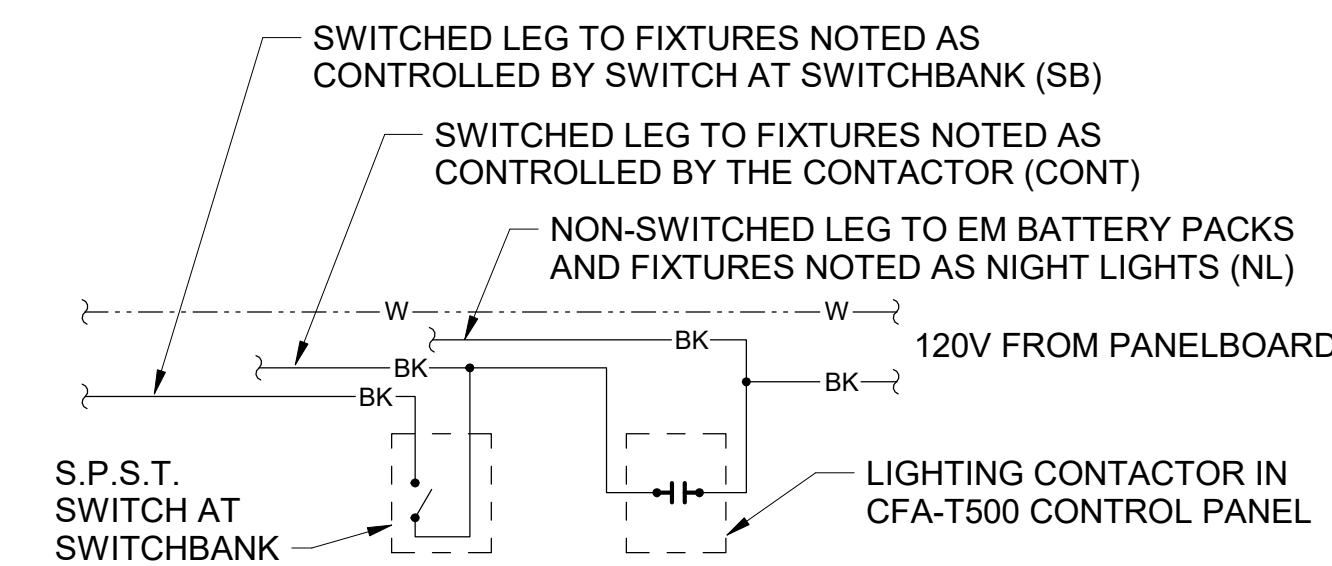 SWITCHED LEG TO FIXTURES NOTED AS
CONTROLLED BY SWITCH AT SWITCHBANK (SB)
SWITCHED LEG TO FIXTURES NOTED AS
CONTROLLED BY THE CONTACTOR (CONT)
NON-SWITCHED LEG TO EM BATTERY PACKS
AND FIXTURES NOTED AS NIGHT LIGHTS (NL)
W
W
BK
120V FROM PANELBOARD
BK
BK
BK
S.P.S.T.
SWITCH AT
SWITCHBANK
LIGHTING CONTACTOR IN
CFA-T500 CONTROL PANEL